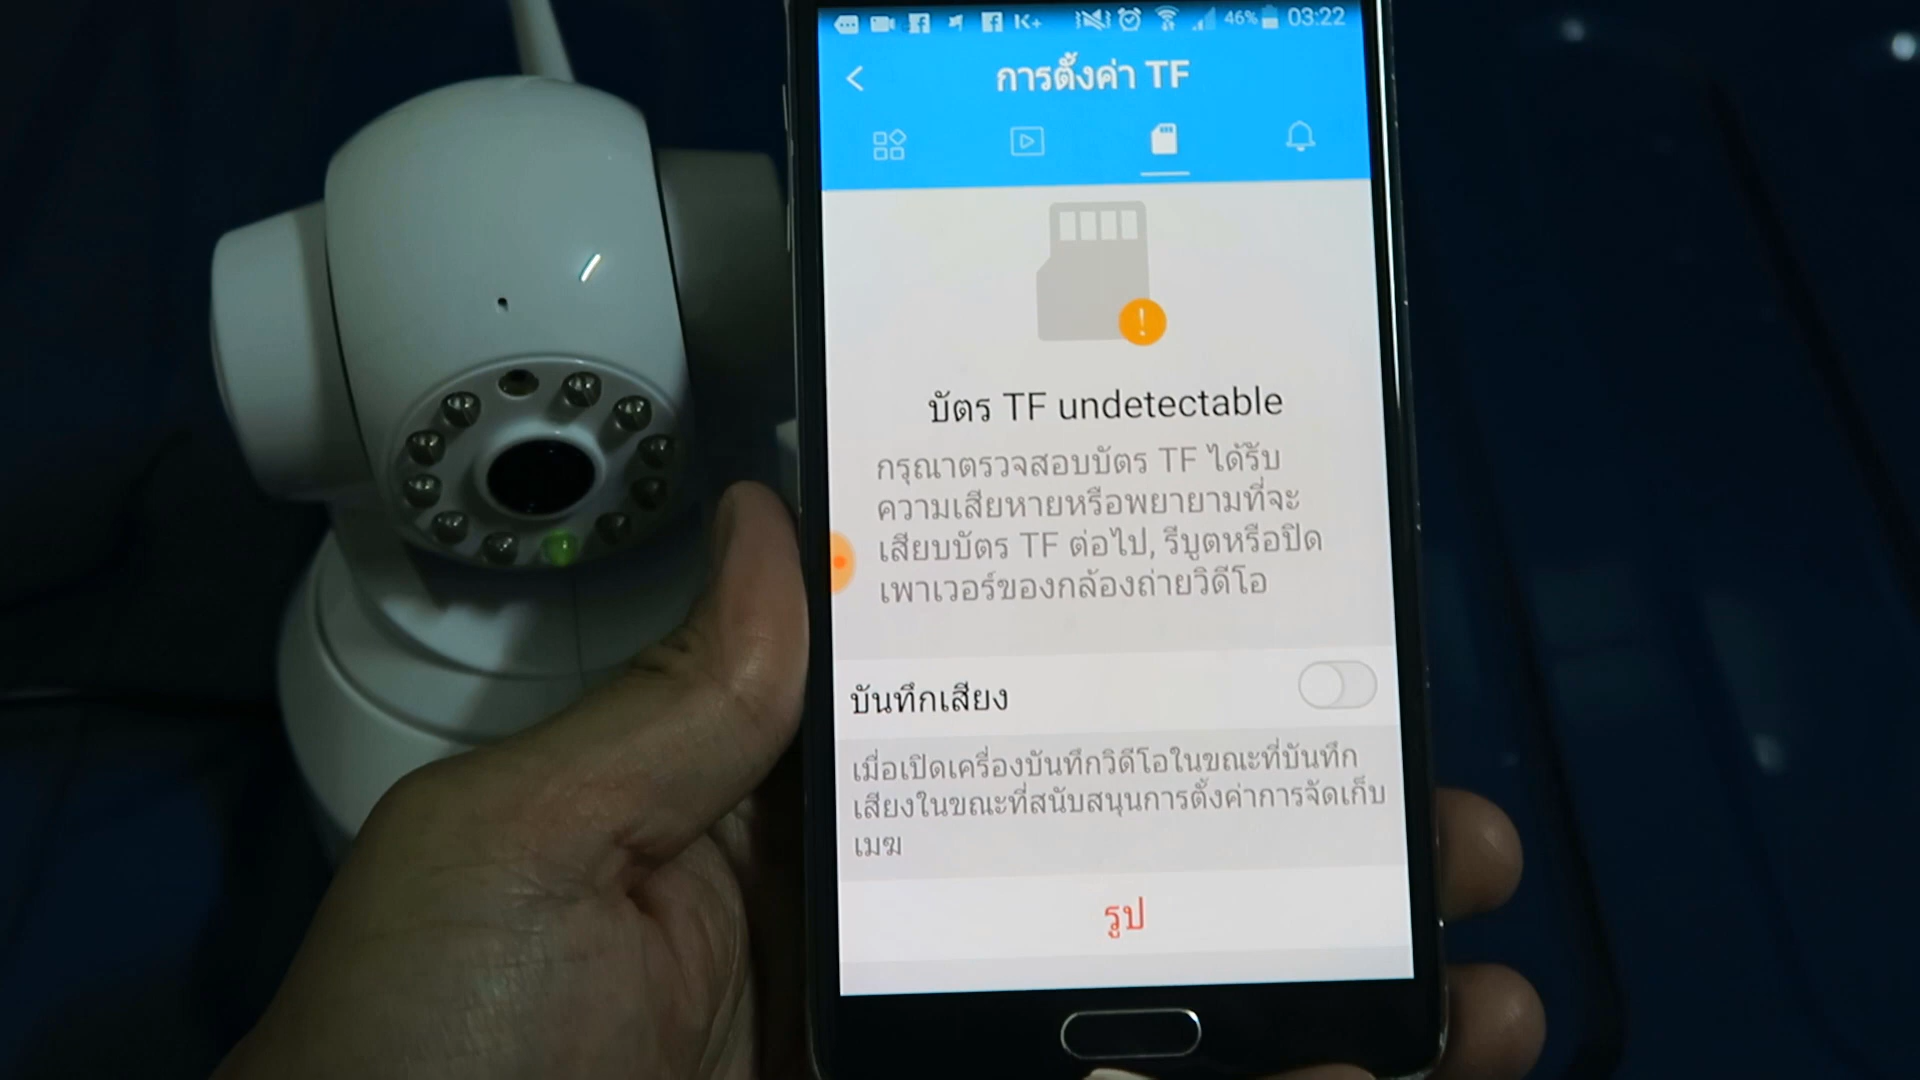 K+ 46% 03:22
การตั้งค่า TF
บัตร TF undetectable
กรุณาตรวจสอบบัตร TF ได้รับ
ความเสียหายหรือพยายามที่จะ
เสียบบัตร TF ต่อไป, รีบูตหรือปิด
เพาเวอร์ของกล้องถ่ายวิดีโอ
บันทึกเสียง
เมื่อเปิดเครื่องบันทึกวิดีโอในขณะที่บันทึก
เสียงในขณะที่สนับสนุนการตั้งค่าการจัดเก็บ
เมฆ
รูป